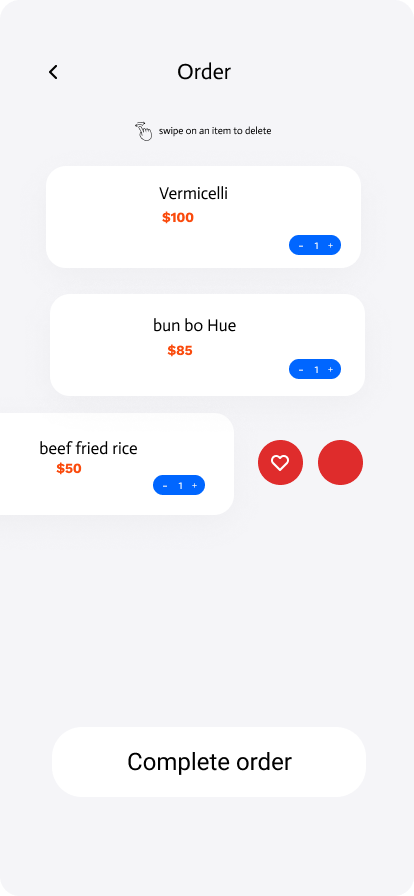 Order
swipe on an item to delete
Vermicelli
$100
- 1 +
bun bo Hue
$85
- 1 +
beef fried rice
$50
- 1 +
Complete order